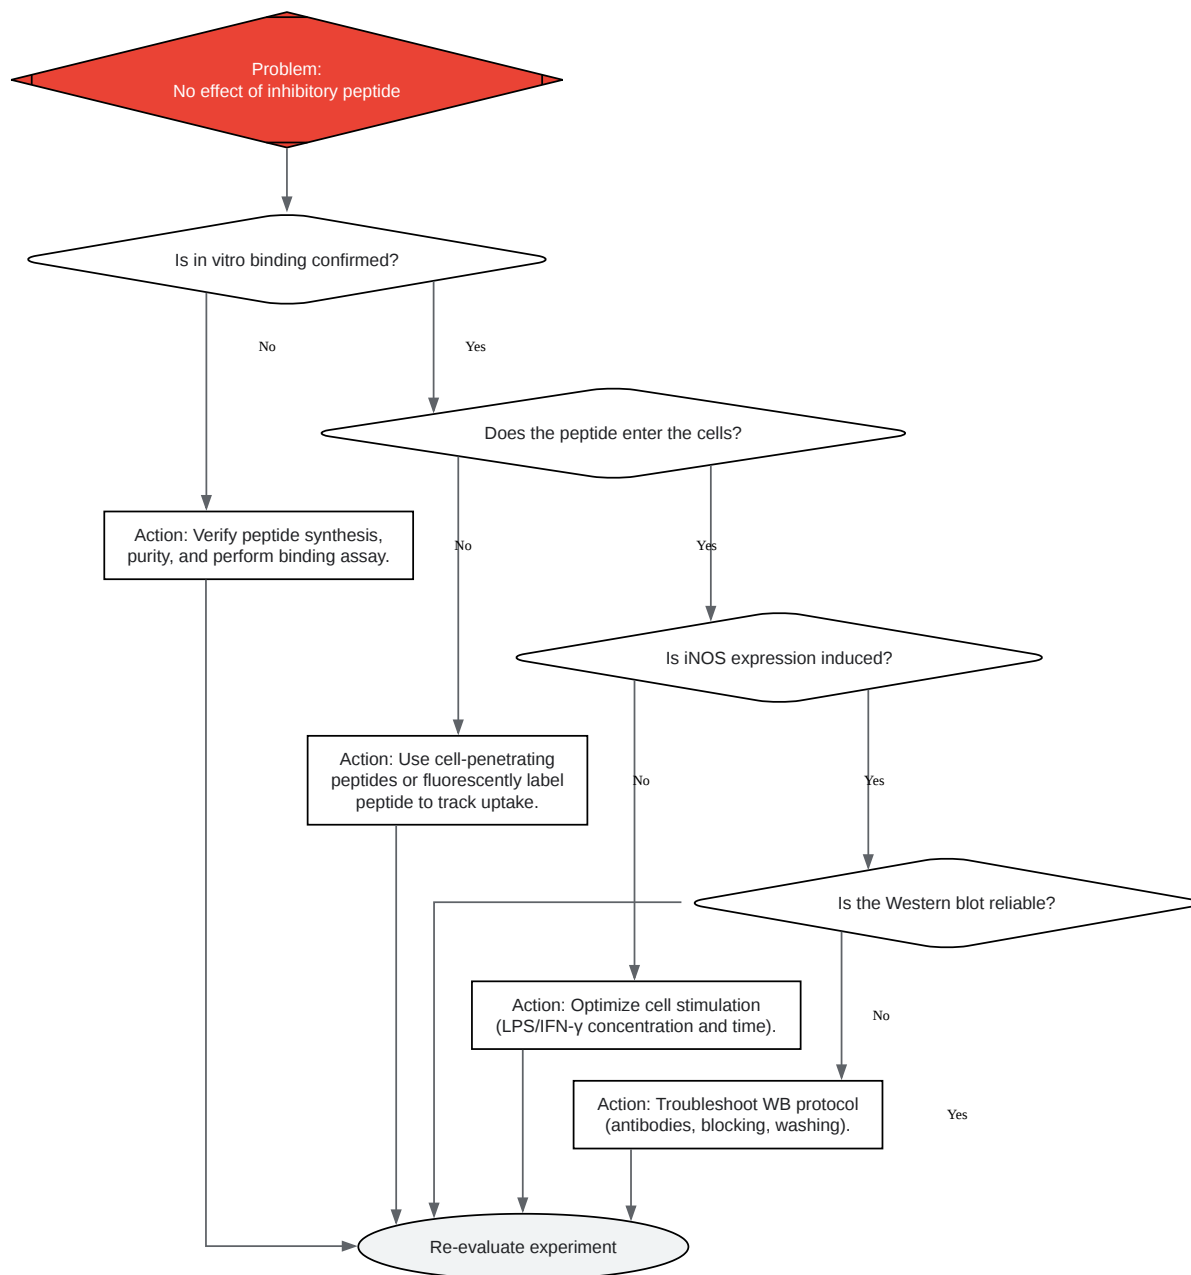 Problem:
No effect of inhibitory peptide
Is in vitro binding confirmed?
No
Yes
Does the peptide enter the cells?
Action: Verify peptide synthesis,
purity, and perform binding assay.
No
Yes
Is iNOS expression induced?
Action: Use cell-penetrating
peptides or fluorescently label
peptide to track uptake.
No
Yes
Is the Western blot reliable?
Action: Optimize cell stimulation
(LPS/IFN-γ concentration and time).
No
Action: Troubleshoot WB protocol
(antibodies, blocking, washing).
Yes
Re-evaluate experiment